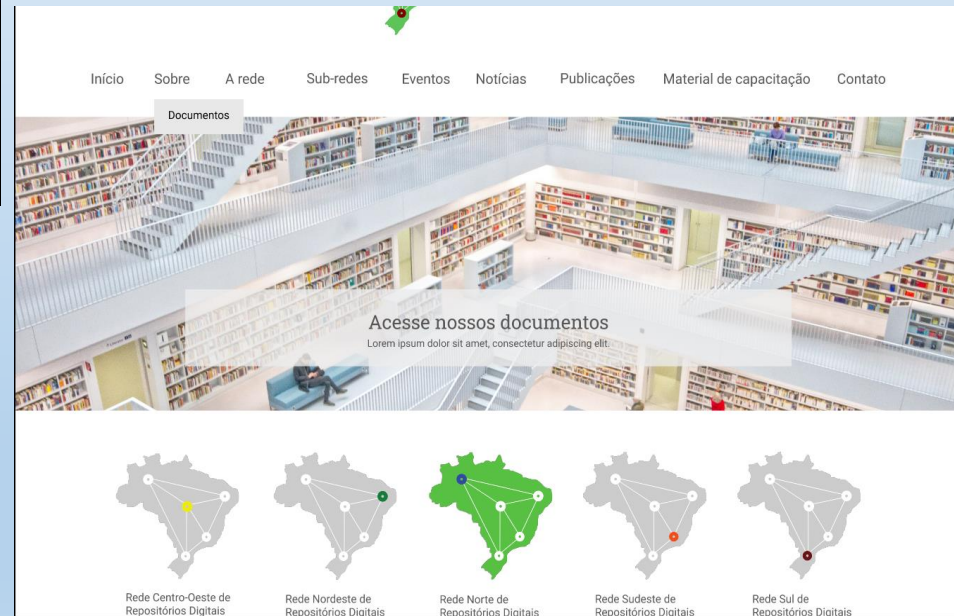 Início Sobre A rede Sub-redes Eventos Notícias Publicações Material de capacitação Contato
Documentos
Acesse nossos documentos
Lorem ipsum dolor sit amet, consectetur adipiscing elit.
Rede Centro-Oeste de
Repositórios Digitais
Rede Nordeste de
Repositórios Digitais
Rede Norte de
Repositórios Digitais
Rede Sudeste de
Repositórios Digitais
Rede Sul de
Repositórios Digitais